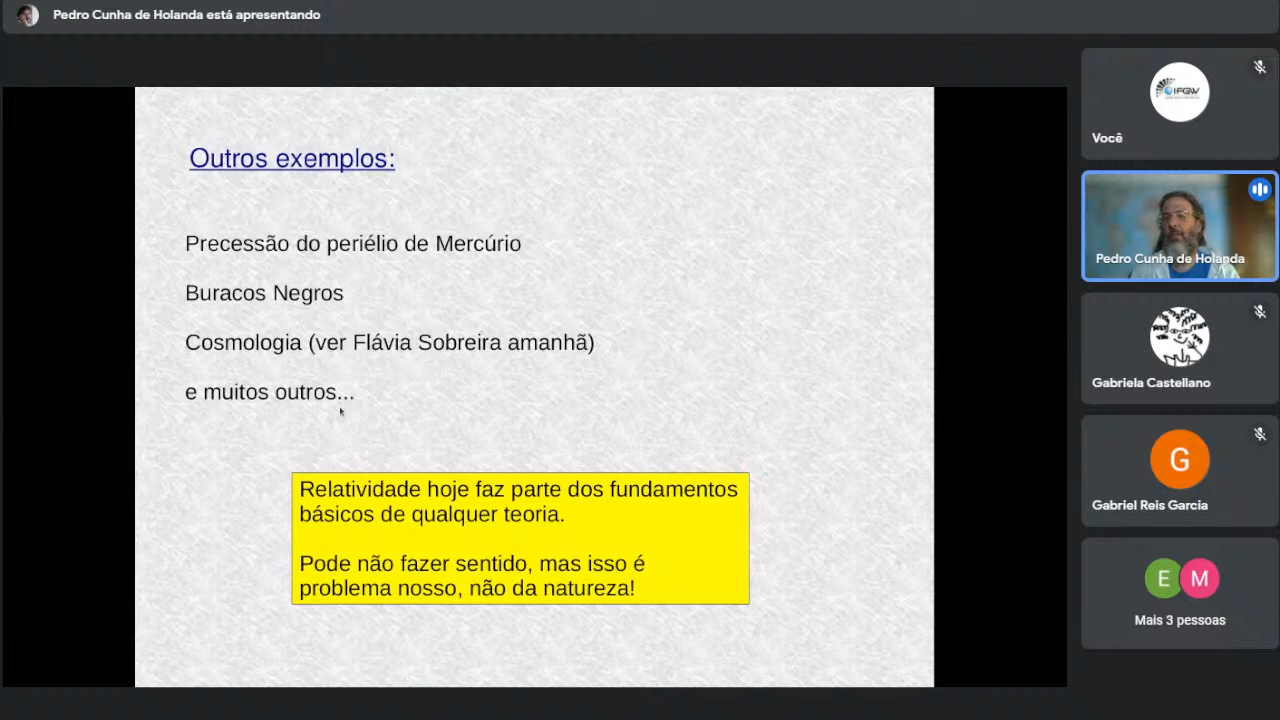 Pedro Cunha de Holanda está apresentando
Outros exemplos:
Precessão do periélio de Mercúrio
Buracos Negros
Cosmologia (ver Flávia Sobreira amanhã)
e muitos outros...
Relatividade hoje faz parte dos fundamentos
básicos de qualquer teoria.
Pode não fazer sentido, mas isso é
problema nosso, não da natureza!
IFGW
Você
Pedro Cunha de Holanda
Gabriela Castellano
G
Gabriel Reis Garcia
E M
Mais 3 pessoas